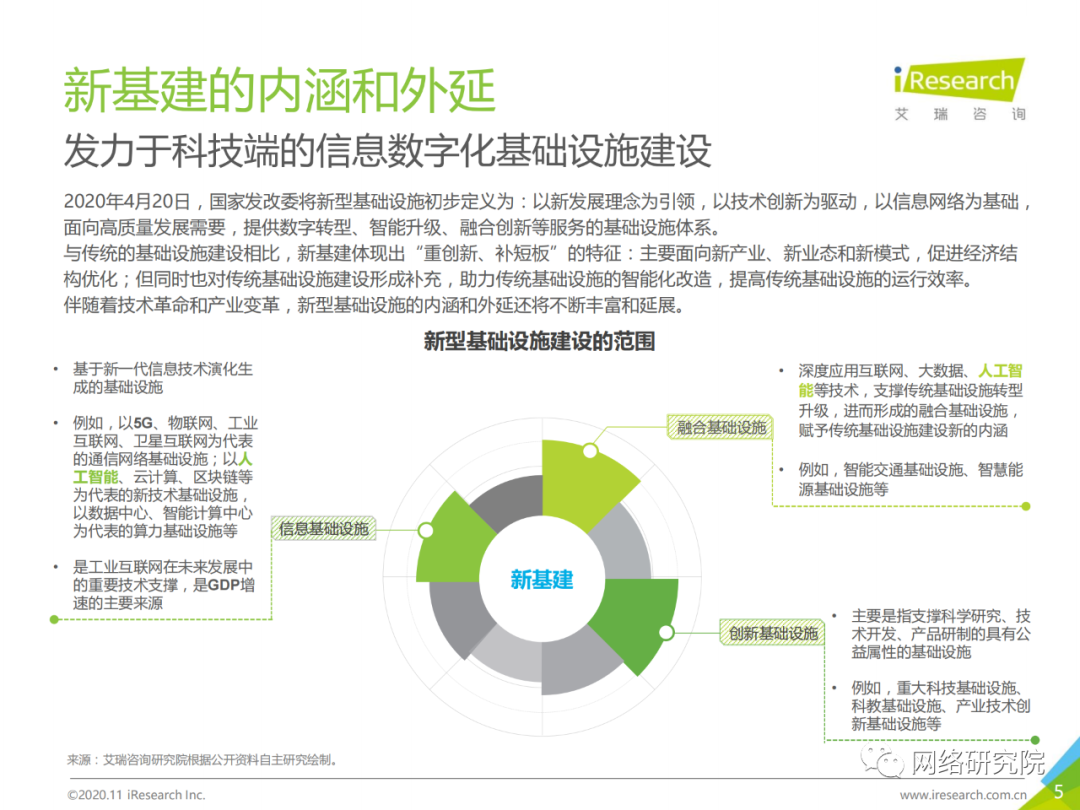 新基建的内涵和外延
iResearch
艾瑞咨询
发力于科技端的信息数字化基础设施建设
2020年4月20日，国家发改委将新型基础设施初步定义为：以新发展理念为引领，以技术创新为驱动，以信息网络为基础，
面向高质量发展需要，提供数字转型、智能升级、融合创新等服务的基础设施体系。
与传统的基础设施建设相比，新基建体现出“重创新、补短板”的特征：主要面向新产业、新业态和新模式，促进经济结
构优化；但同时也对传统基础设施建设形成补充，助力传统基础设施的智能化改造，提高传统基础设施的运行效率。
伴随着技术革命和产业变革，新型基础设施的内涵和外延还将不断丰富和延展。
新型基础设施建设的范围
• 基于新一代信息技术演化生
成的基础设施
• 例如，以5G、物联网、工业
互联网、卫星互联网为代表
的通信网络基础设施；以人
工智能、云计算、区块链等
为代表的新技术基础设施，
以数据中心、智能计算中心
为代表的算力基础设施等
• 是工业互联网在未来发展中
的重要技术支撑，是GDP增
速的主要来源
信息基础设施
新基建
融合基础设施
• 深度应用互联网、大数据、人工智
能等技术，支撑传统基础设施转型
升级，进而形成的融合基础设施，
赋予传统基础设施建设新的内涵
• 例如，智能交通基础设施、智慧能
源基础设施等
创新基础设施
• 主要是指支撑科学研究、技
术开发、产品研制的具有公
益属性的基础设施
• 例如，重大科技基础设施、
科教基础设施、产业技术创
新基础设施等
来源：艾瑞咨询研究院根据公开资料自主研究绘制。
网络研究院
©2020.11 iResearch Inc.
www.iresearch.com.cn
5